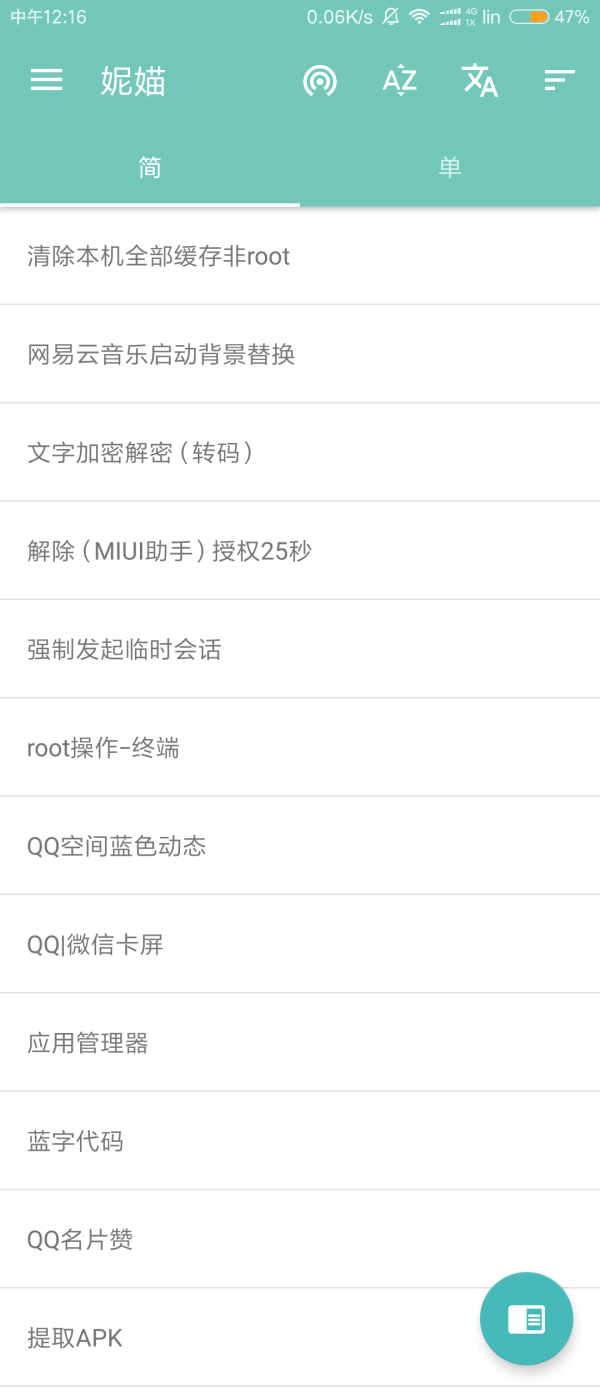 中午12:16 0.06K/s 4G 1X lin 47%
妮媌 AZ 文A
简 单
清除本机全部缓存非root
网易云音乐启动背景替换
文字加密解密（转码）
解除（MIUI助手）授权25秒
强制发起临时会话
root操作-终端
QQ空间蓝色动态
QQ|微信卡屏
应用管理器
蓝字代码
QQ名片赞
提取APK